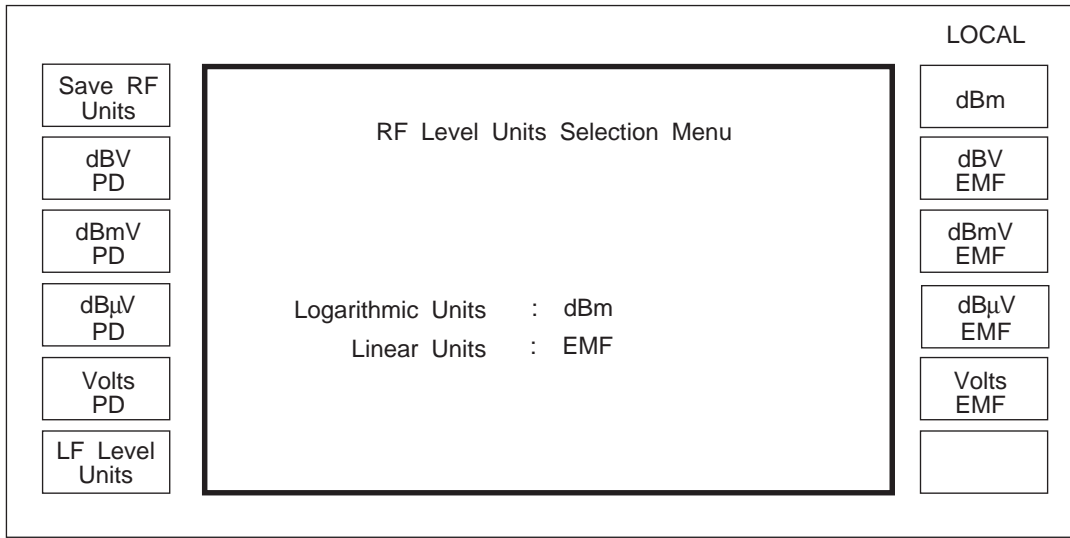 LOCAL
Save RF
Units
dBV
PD
dBmV
PD
dBµV
PD
Volts
PD
LF Level
Units
RF Level Units Selection Menu
Logarithmic Units : dBm
Linear Units : EMF
dBm
dBV
EMF
dBmV
EMF
dBµV
EMF
Volts
EMF